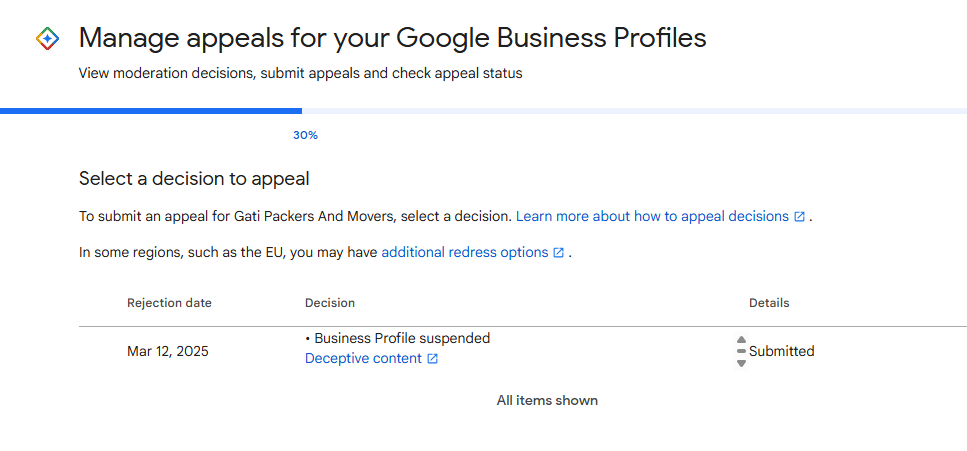 Manage appeals for your Google Business Profiles
View moderation decisions, submit appeals and check appeal status
30%
Select a decision to appeal
To submit an appeal for Gati Packers And Movers, select a decision. Learn more about how to appeal decisions .
In some regions, such as the EU, you may have additional redress options .
Rejection date Decision Details
Mar 12, 2025 • Business Profile suspended Submitted
Deceptive content
All items shown